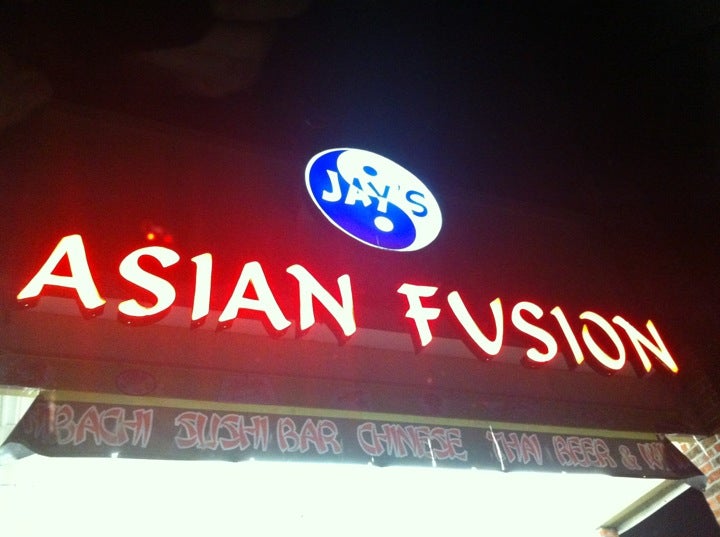 JAY'S
ASIAN FUSION
BACHI SUSHI BAR CHINESE THAI BEER & W